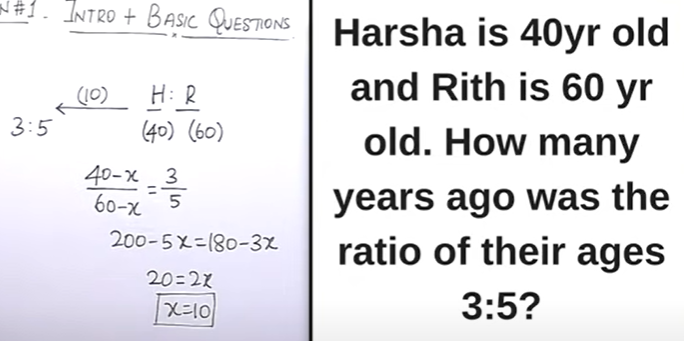 #1. INTRO + BASIC QUESTIONS
(10) H : R
3:5 (40) (60)
40-x / 60-x = 3 / 5
200-5x=180-3x
20=2x
x=10
Harsha is 40yr old
and Rith is 60 yr
old. How many
years ago was the
ratio of their ages
3:5?